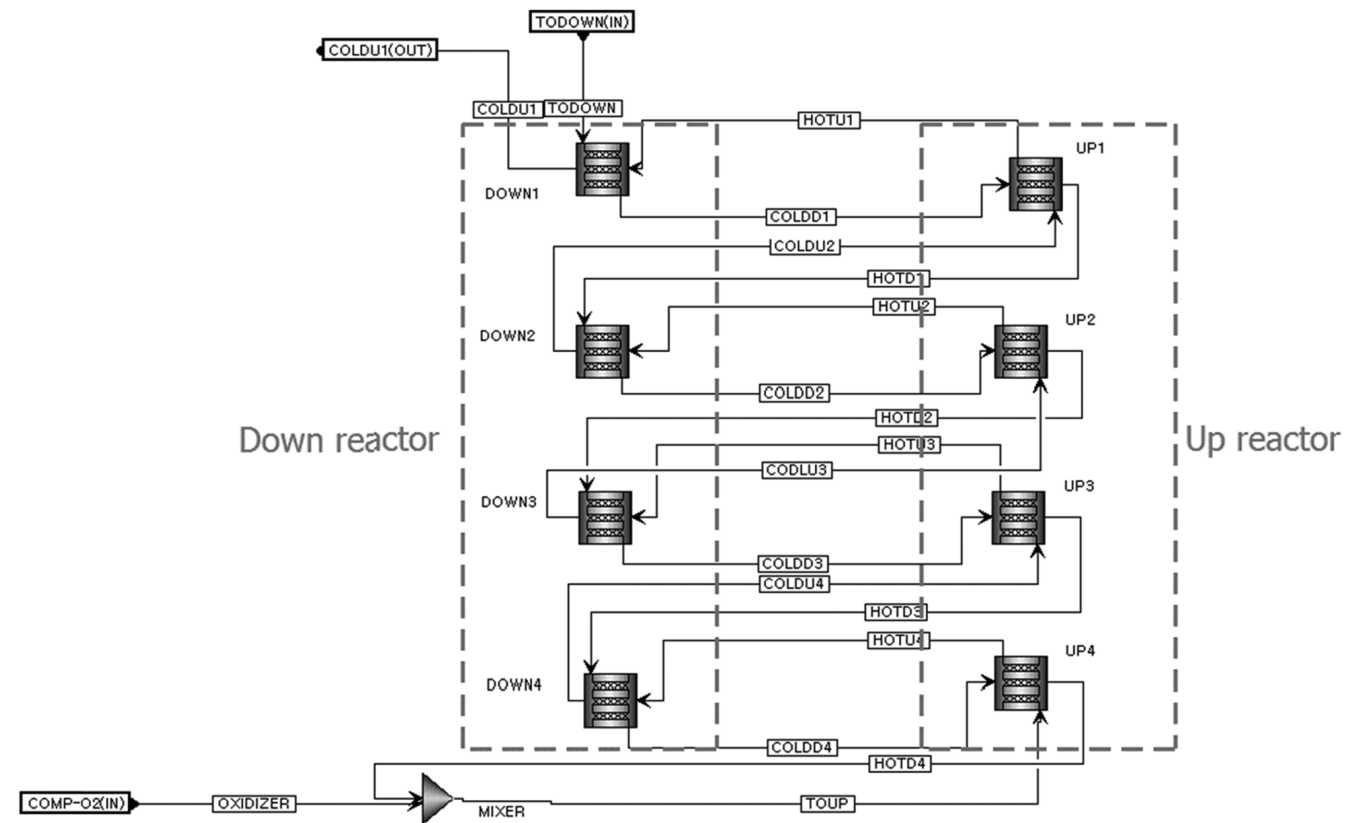 TODOWN(IN)
COLDU1(OUT)
COLDU1
TODOWN
HOTU1
UP1
DOWN1
COLDD1
COLDU2
HOTD1
HOTU2
UP2
DOWN2
COLDD2
HOTD2
Down reactor
Up reactor
HOTU3
CODLU3
UP3
DOWN3
COLDD3
COLDU4
HOTD3
HOTU4
UP4
DOWN4
COLDD4
HOTD4
COMP-O2(IN)
OXIDIZER
MIXER
TOUP